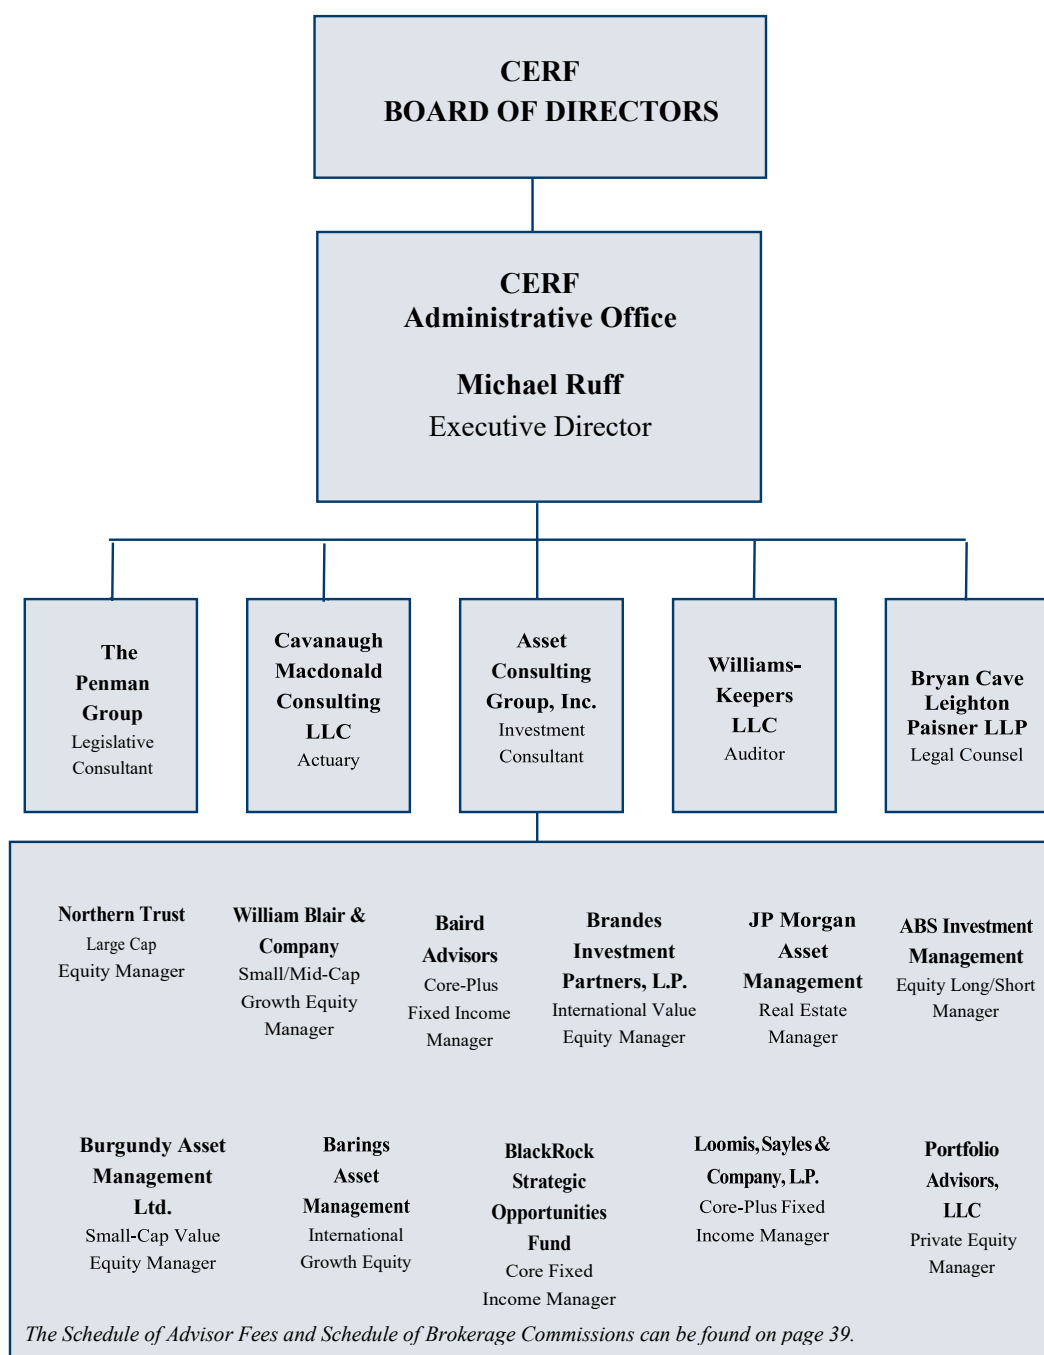 CERF
BOARD OF DIRECTORS
CERF
Administrative Office
Michael Ruff
Executive Director
The
Penman
Group
Legislative
Consultant
Cavanaugh
Macdonald
Consulting
LLC
Actuary
Asset
Consulting
Group, Inc.
Investment
Consultant
Williams-
Keepers
LLC
Auditor
Bryan Cave
Leighton
Paisner LLP
Legal Counsel
Northern Trust
Large Cap
Equity Manager
William Blair &
Company
Small/Mid-Cap
Growth Equity
Manager
Baird
Advisors
Core-Plus
Fixed Income
Manager
Brandes
Investment
Partners, L.P.
International Value
Equity Manager
JP Morgan
Asset
Management
Real Estate
Manager
ABS Investment
Management
Equity Long/Short
Manager
Burgundy Asset
Management
Ltd.
Small-Cap Value
Equity Manager
Barings
Asset
Management
International
Growth Equity
BlackRock
Strategic
Opportunities
Fund
Core Fixed
Income Manager
Loomis, Sayles &
Company, L.P.
Core-Plus Fixed
Income Manager
Portfolio
Advisors,
LLC
Private Equity
Manager
The Schedule of Advisor Fees and Schedule of Brokerage Commissions can be found on page 39.